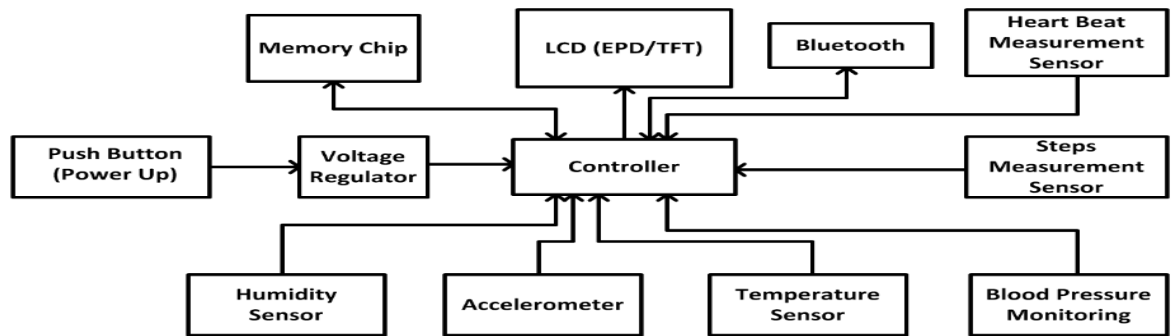 Memory Chip
LCD (EPD/TFT)
Bluetooth
Heart Beat
Measurement
Sensor
Push Button
(Power Up)
Voltage
Regulator
Controller
Steps
Measurement
Sensor
Humidity
Sensor
Accelerometer
Temperature
Sensor
Blood Pressure
Monitoring